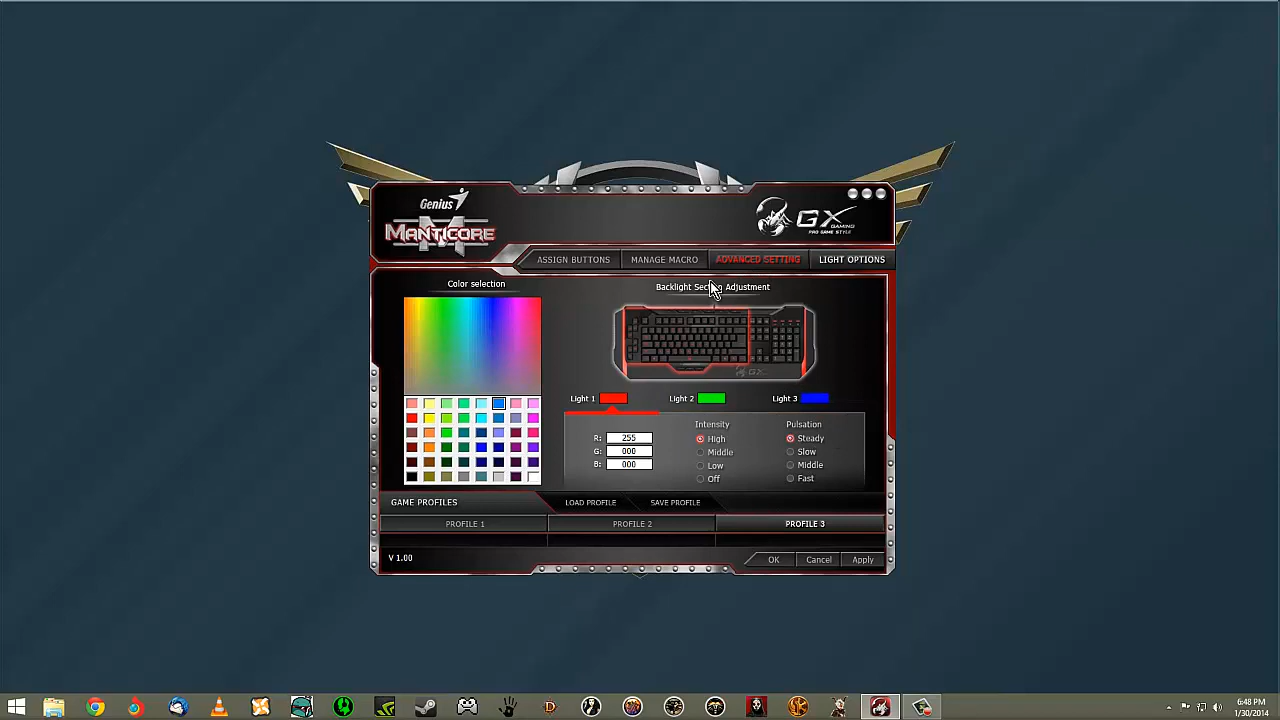 Genius
MANTICORE
GX
GAMING
PRO GAME STYLE
ASSIGN BUTTONS
MANAGE MACRO
ADVANCED SETTING
LIGHT OPTIONS
Color selection
Backlight Setting Adjustment
GX
Light 1
Light 2
Light 3
R: 255
G: 000
B: 000
Intensity
High
Middle
Low
Off
Pulsation
Steady
Slow
Middle
Fast
GAME PROFILES
LOAD PROFILE
SAVE PROFILE
PROFILE 1
PROFILE 2
PROFILE 3
V 1.00
OK
Cancel
Apply
6:48 PM
1/30/2014